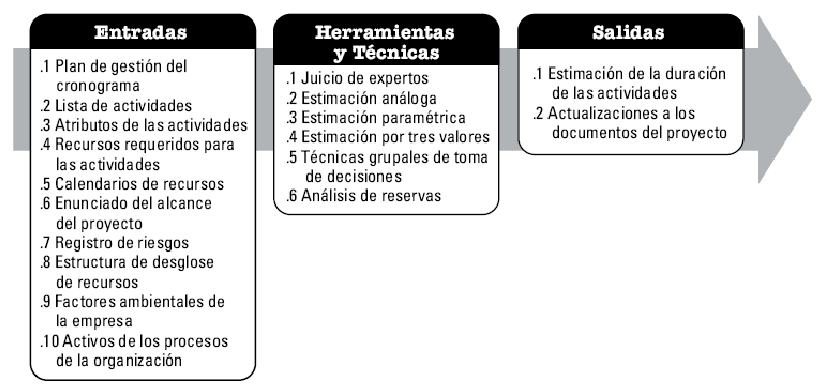 Entradas
.1 Plan de gestión del
cronograma
.2 Lista de actividades
.3 Atributos de las actividades
.4 Recursos requeridos para
las actividades
.5 Calendarios de recursos
.6 Enunciado del alcance
del proyecto
.7 Registro de riesgos
.8 Estructura de desglose
de recursos
.9 Factores ambientales de
la empresa
.10 Activos de los procesos
de la organización
Herramientas
y Técnicas
.1 Juicio de expertos
.2 Estimación análoga
.3 Estimación paramétrica
.4 Estimación por tres valores
.5 Técnicas grupales de toma
de decisiones
.6 Análisis de reservas
Salidas
.1 Estimación de la duración
de las actividades
.2 Actualizaciones a los
documentos del proyecto